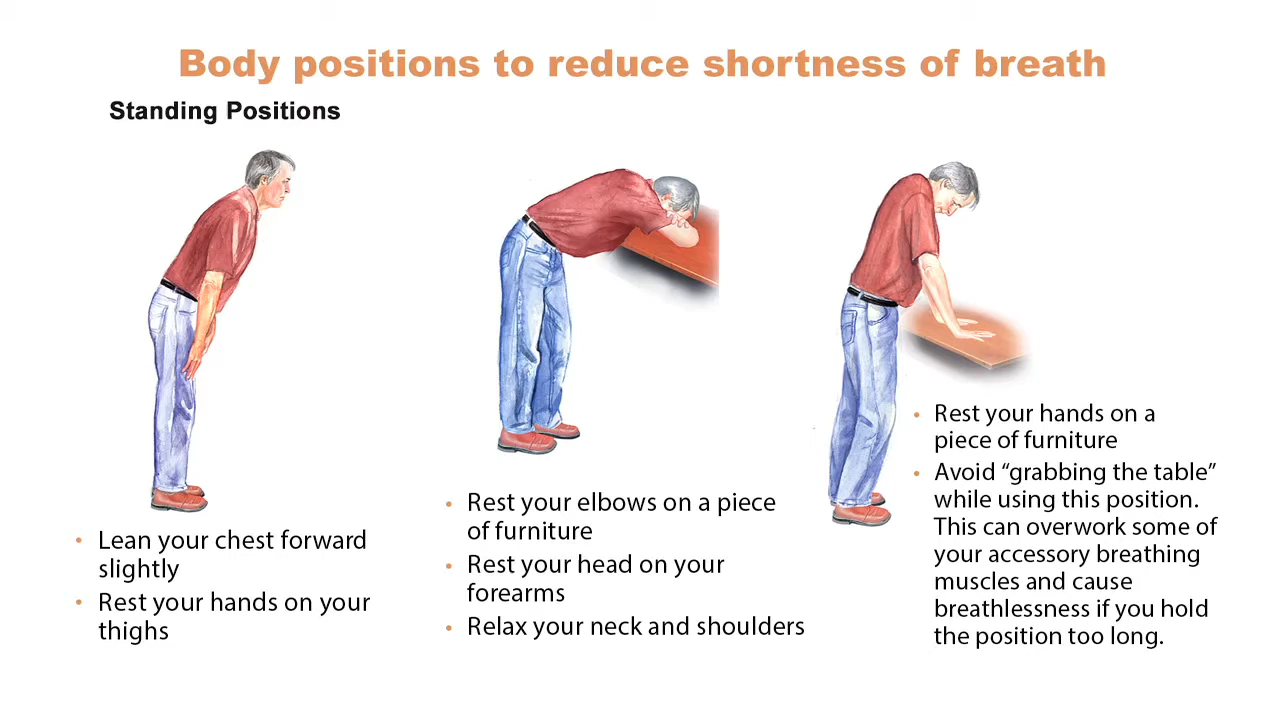 Body positions to reduce shortness of breath
Standing Positions
• Lean your chest forward
slightly
• Rest your hands on your
thighs
• Rest your elbows on a piece
of furniture
• Rest your head on your
forearms
• Relax your neck and shoulders
• Rest your hands on a
piece of furniture
• Avoid “grabbing the table”
while using this position.
This can overwork some of
your accessory breathing
muscles and cause
breathlessness if you hold
the position too long.